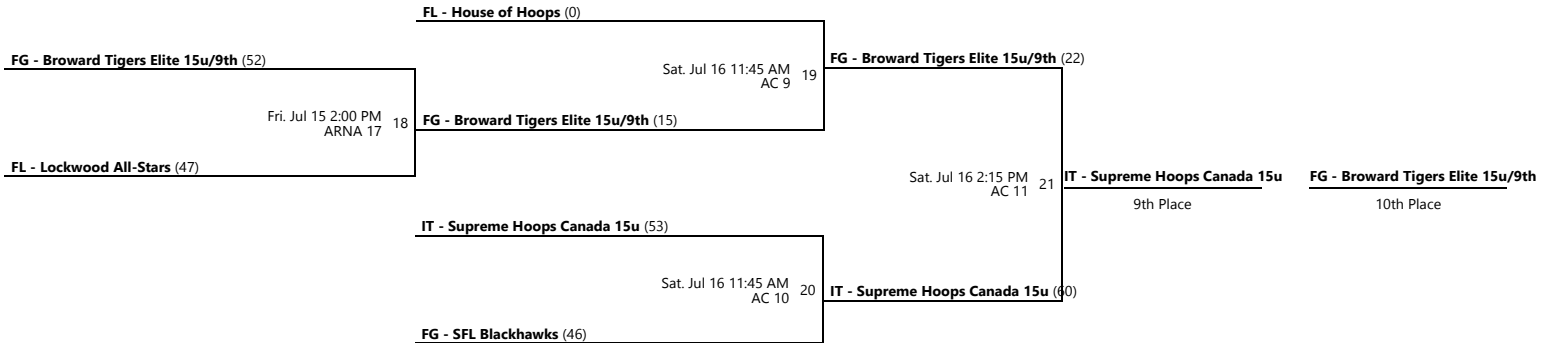 FL - House of Hoops (0)
FG - Broward Tigers Elite 15u/9th (52)
FG - Broward Tigers Elite 15u/9th (22)
Sat. Jul 16 11:45 AM
AC 9
19
Fri. Jul 15 2:00 PM
ARNA 17
18
FG - Broward Tigers Elite 15u/9th (15)
FL - Lockwood All-Stars (47)
Sat. Jul 16 2:15 PM
AC 11
21
IT - Supreme Hoops Canada 15u
FG - Broward Tigers Elite 15u/9th
9th Place
10th Place
IT - Supreme Hoops Canada 15u (53)
Sat. Jul 16 11:45 AM
AC 10
20
IT - Supreme Hoops Canada 15u (60)
FG - SFL Blackhawks (46)